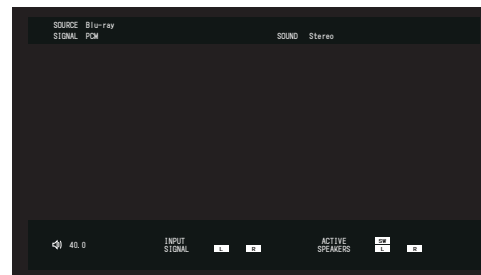 SOURCE Blu-ray
SIGNAL PCM SOUND Stereo
INPUT ACTIVE SW
SIGNAL L R SPEAKERS L R
40.0